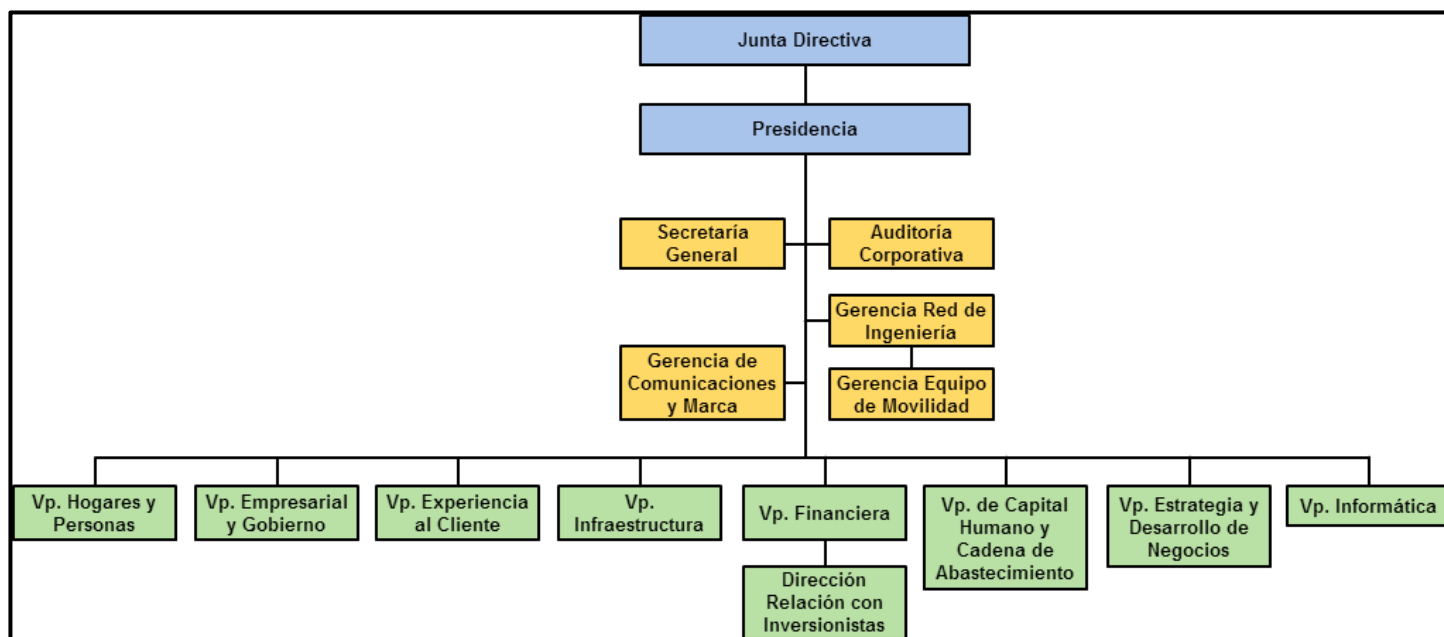 Junta Directiva
Presidencia
Secretaría
General
Auditoría
Corporativa
Gerencia Red de
Ingeniería
Gerencia de
Comunicaciones
y Marca
Gerencia Equipo
de Movilidad
Vp. Hogares y
Personas
Vp. Empresarial
y Gobierno
Vp. Experiencia
al Cliente
Vp.
Infraestructura
Vp. Financiera
Vp. de Capital
Humano y
Cadena de
Abastecimiento
Vp. Estrategia y
Desarrollo de
Negocios
Vp. Informática
Dirección
Relación con
Inversionistas